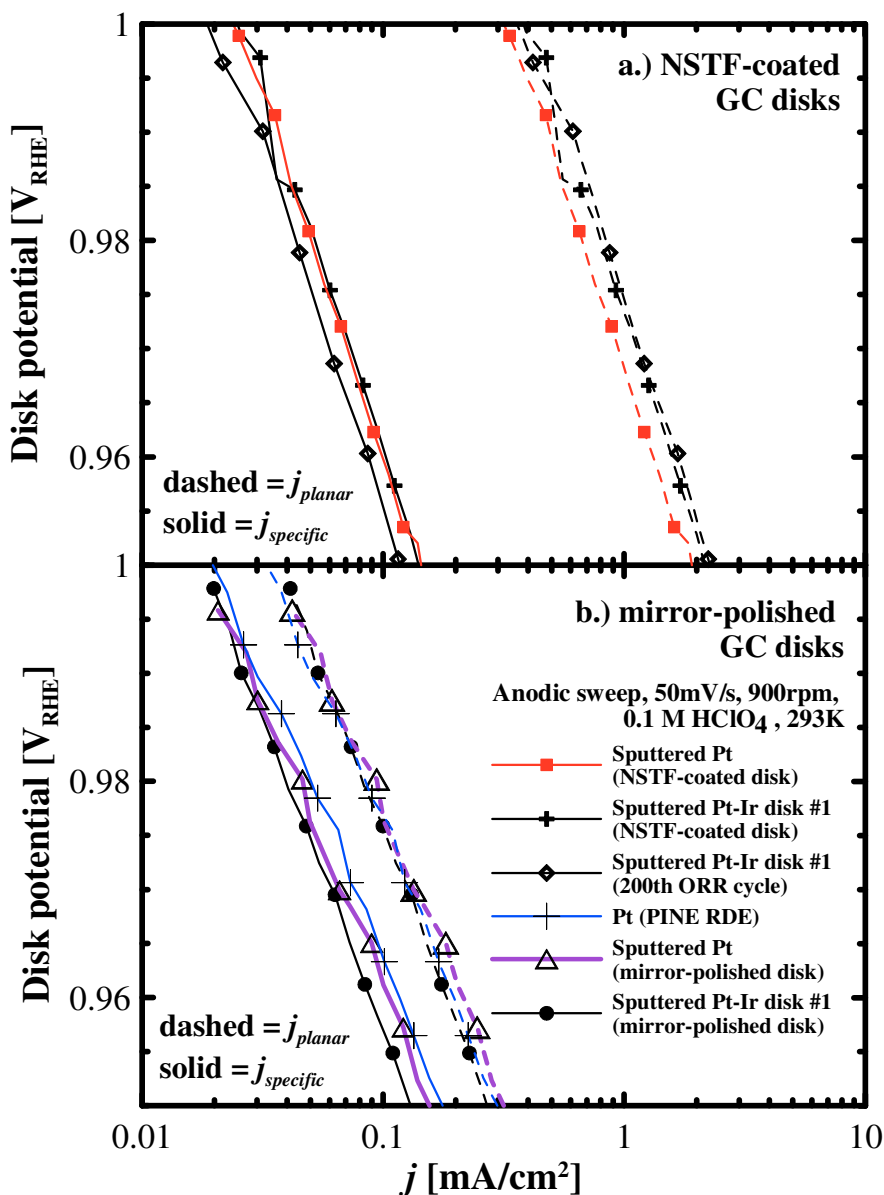 1
a.) NSTF-coated
GC disks
0.98
Disk potential [V_RHE]
0.96
dashed = j_planar
solid = j_specific
1
b.) mirror-polished
GC disks
Anodic sweep, 50mV/s, 900rpm,
0.1 M HClO₄ , 293K
Sputtered Pt
(NSTF-coated disk)
Sputtered Pt-Ir disk #1
(NSTF-coated disk)
Sputtered Pt-Ir disk #1
(200th ORR cycle)
Pt (PINE RDE)
Sputtered Pt
(mirror-polished disk)
Sputtered Pt-Ir disk #1
(mirror-polished disk)
0.98
Disk potential [V_RHE]
0.96
dashed = j_planar
solid = j_specific
0.01 0.1 1 10
j [mA/cm²]